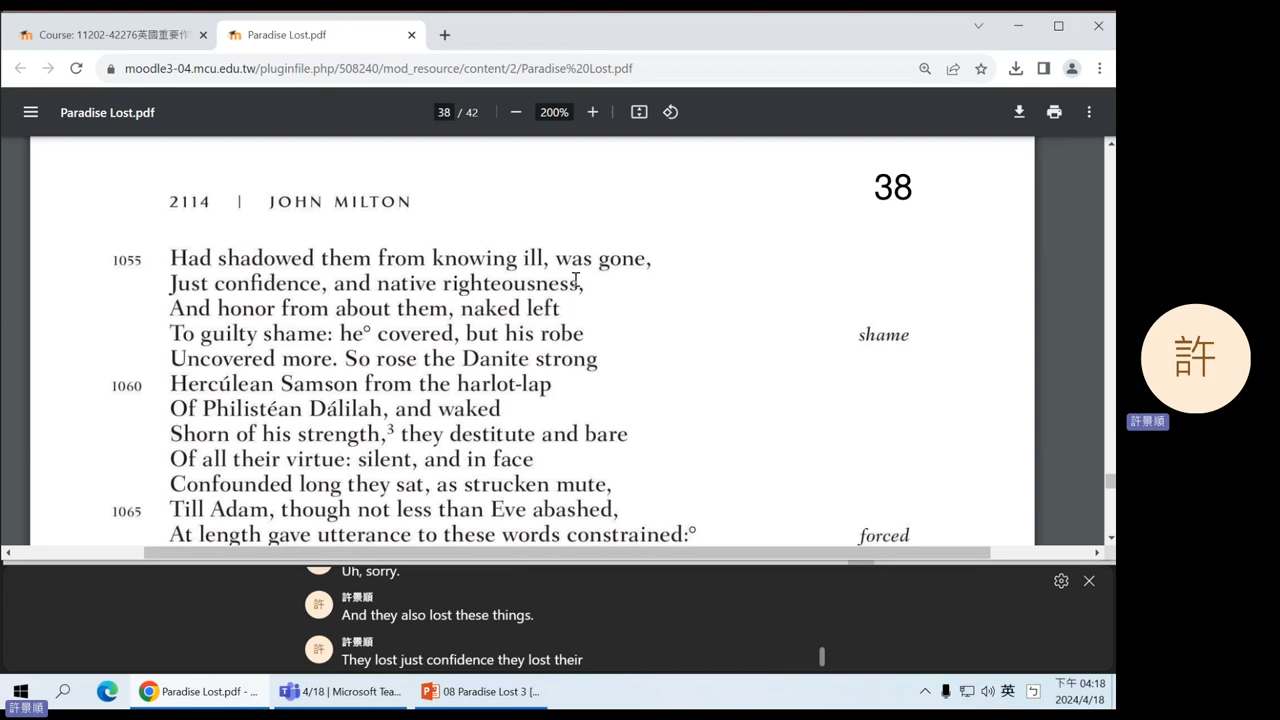 Course: 11202-42276英國重要作
Paradise Lost.pdf
moodle3-04.mcu.edu.tw/pluginfile.php/508240/mod_resource/content/2/Paradise%20Lost.pdf
Paradise Lost.pdf
38 / 42
200%
38
2114 | JOHN MILTON
1055 Had shadowed them from knowing ill, was gone,
Just confidence, and native righteousness,
And honor from about them, naked left
To guilty shame: he° covered, but his robe shame
Uncovered more. So rose the Danite strong
1060 Hercúlean Samson from the harlot-lap
Of Philistéan Dálilah, and waked
Shorn of his strength,³ they destitute and bare
Of all their virtue: silent, and in face
Confounded long they sat, as strucken mute,
1065 Till Adam, though not less than Eve abashed,
At length gave utterance to these words constrained:° forced
許
許景順
Uh, sorry.
許
許景順
And they also lost these things.
許
許景順
They lost just confidence they lost their
Paradise Lost.pdf - ...
4/18 | Microsoft Tea...
08 Paradise Lost 3 [...
英
下午 04:18
2024/4/18
許景順